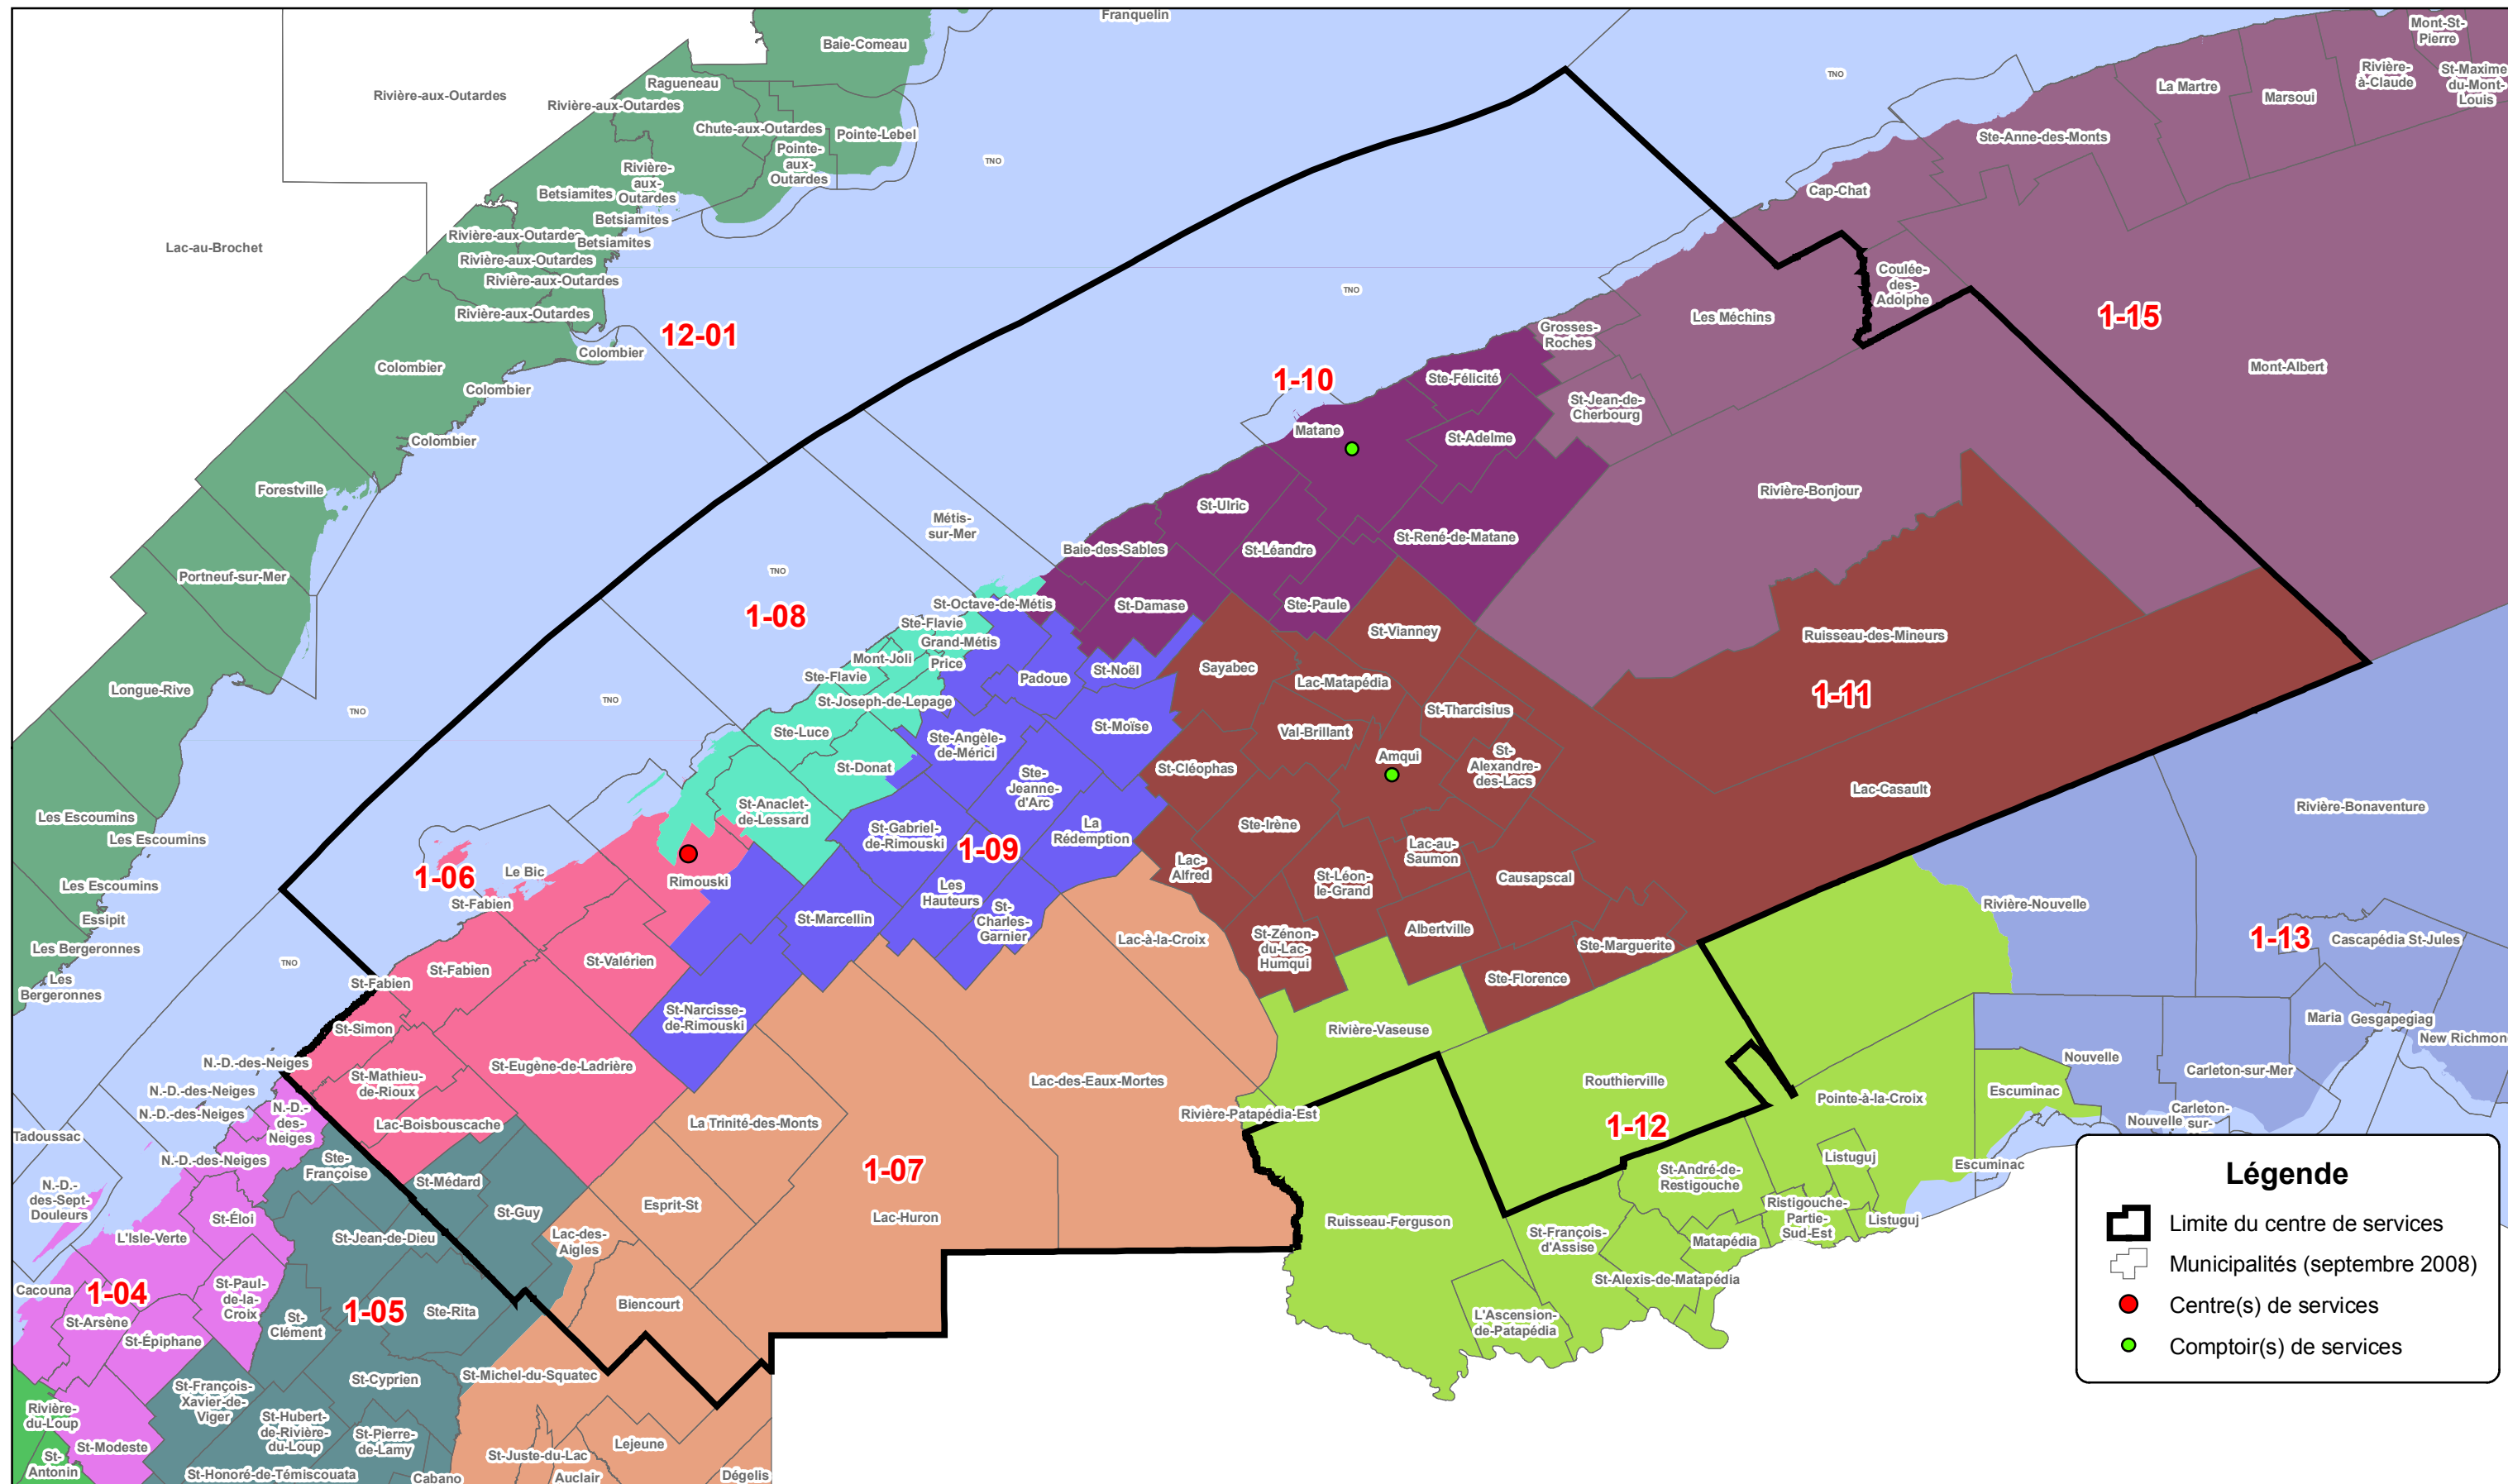 Franquelin
Mont-St-
Pierre
Baie-Comeau
Rivière-
à-Claude
St-Maxime
du-Mont-
Louis
TNO
Ragueneau
La Martre
Marsoui
Rivière-aux-Outardes
Rivière-aux-Outardes
Chute-aux-Outardes
Pointe-Lebel
Ste-Anne-des-Monts
Pointe-
aux-
Outardes
TNO
Rivière-
aux-
Outardes
Betsiamites
Cap-Chat
Betsiamites
Rivière-aux-Outardes
Betsiamites
Lac-au-Brochet
Rivière-aux-Outardes
Rivière-aux-Outardes
Coulée-
des-
Adolphe
TNO
Rivière-aux-Outardes
Les Méchins
1-15
12-01
Grosses-
Roches
Colombier
Colombier
Mont-Albert
1-10
Ste-Félicité
Colombier
St-Jean-de-
Cherbourg
Matane
St-Adelme
Colombier
Forestville
Rivière-Bonjour
St-Ulric
Métis-
sur-Mer
St-René-de-Matane
Baie-des-Sables
St-Léandre
TNO
Portneuf-sur-Mer
St-Octave-de-Métis
St-Damase
Ste-Paule
1-08
Ste-Flavie
St-Vianney
Ruisseau-des-Mineurs
Grand-Métis
Mont-Joli
Price
Sayabec
St-Noël
Ste-Flavie
Padoue
Lac-Matapédia
Longue-Rive
1-11
TNO
St-Joseph-de-Lepage
TNO
St-Tharcisius
St-Moïse
Ste-Luce
Val-Brillant
Ste-Angèle-
de-Mérici
Amqui
St-
Alexandre-
des-Lacs
St-Donat
St-Cléophas
Ste-
Jeanne-
d'Arc
Lac-Casault
Rivière-Bonaventure
St-Anaclet-
de-Lessard
Les Escoumins
Ste-Irène
Les Escoumins
St-Gabriel-
de-Rimouski
La
Rédemption
1-09
Lac-au-
Saumon
Le Bic
1-06
Rimouski
Lac-
Alfred
St-Léon-
le-Grand
Causapscal
Les Escoumins
Les
Hauteurs
St-Fabien
Rivière-Nouvelle
Essipit
St-Marcellin
St-
Charles-
Garnier
Albertville
1-13
Cascapédia St-Jules
Lac-à-la-Croix
St-Zénon-
du-Lac-
Humqui
Ste-Marguerite
Les Bergeronnes
TNO
St-Fabien
St-Valérien
Ste-Florence
Les
Bergeronnes
St-Fabien
St-Narcisse-
de-Rimouski
Maria
Gesgapegiag
St-Simon
Rivière-Vaseuse
New Richmon
Nouvelle
N.-D.-des-Neiges
St-Eugène-de-Ladrière
Carleton-sur-Mer
St-Mathieu-
de-Rioux
Lac-des-Eaux-Mortes
Routhierville
Escuminac
N.-D.-des-Neiges
Pointe-à-la-Croix
N.-D.-des-Neiges
N.-D.-
des-
Neiges
Rivière-Patapédia-Est
Carleton-
sur-
Nouvelle
Lac-Boisbouscache
La Trinité-des-Monts
1-12
Tadoussac
N.-D.-des-Neiges
Ste-
Françoise
Listuguj
Escuminac
1-07
St-André-de-
Restigouche
St-Médard
N.-D.-
des-Sept-
Douleurs
Esprit-St
St-Guy
Ristigouche-
Partie-
Sud-Est
Lac-Huron
Ruisseau-Ferguson
Listuguj
St-Éloi
L'Isle-Verte
St-Jean-de-Dieu
Lac-des-
Aigles
St-François-
d'Assise
Matapédia
St-Alexis-de-Matapédia
Cacouna
1-04
St-Paul-
de-la-
Croix
1-05
Ste-Rita
Biencourt
St-Arsène
St-
Clément
L'Ascension-
de-Patapédia
St-Épiphane
St-Cyprien
St-Michel-du-Squatec
St-François-
Xavier-de-
Viger
Rivière-
du-Loup
St-Hubert-
de-Rivière-
du-Loup
St-Pierre-
de-Lamy
St-Modeste
Lejeune
St-Juste-du-Lac
St-
Antonin
St-Honoré-de-Témiscouata
Cabano
Auclair
Dégelis
Légende
Limite du centre de services
Municipalités (septembre 2008)
Centre(s) de services
Comptoir(s) de services